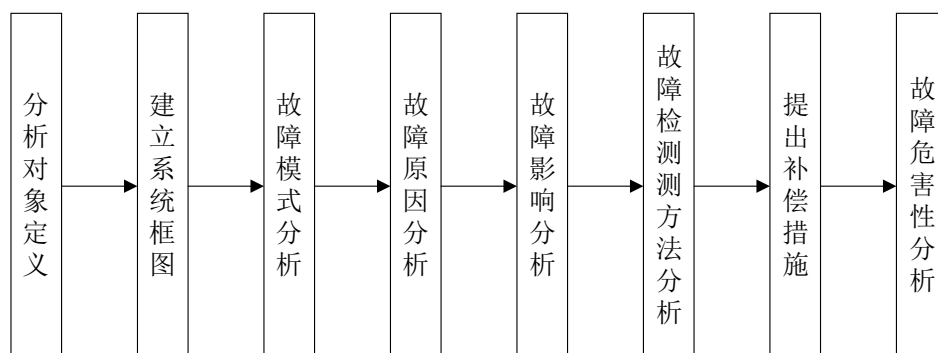 分析对象定义
建立系统框图
故障模式分析
故障原因分析
故障影响分析
故障检测测方法分析
提出补偿措施
故障危害性分析